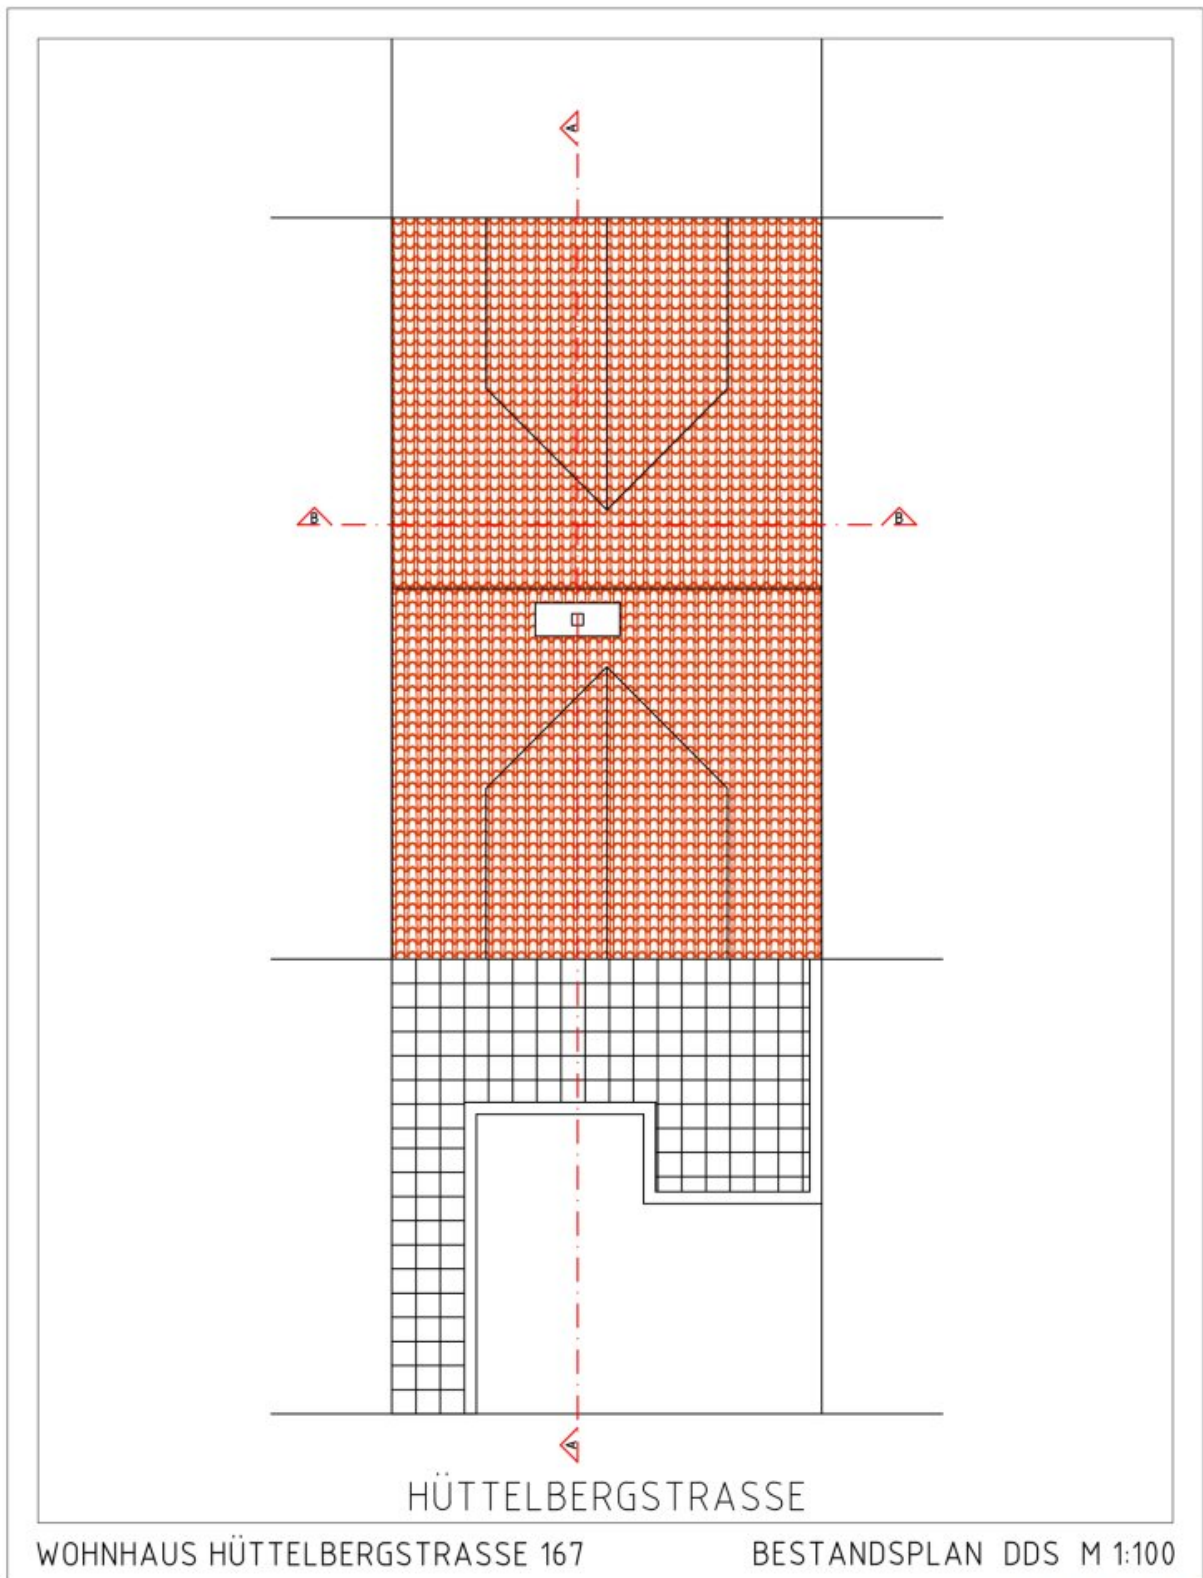 A
B B
A
HÜTTELBERGSTRASSE
WOHNHAUS HÜTTELBERGSTRASSE 167 BESTANDSPLAN DDS M 1:100